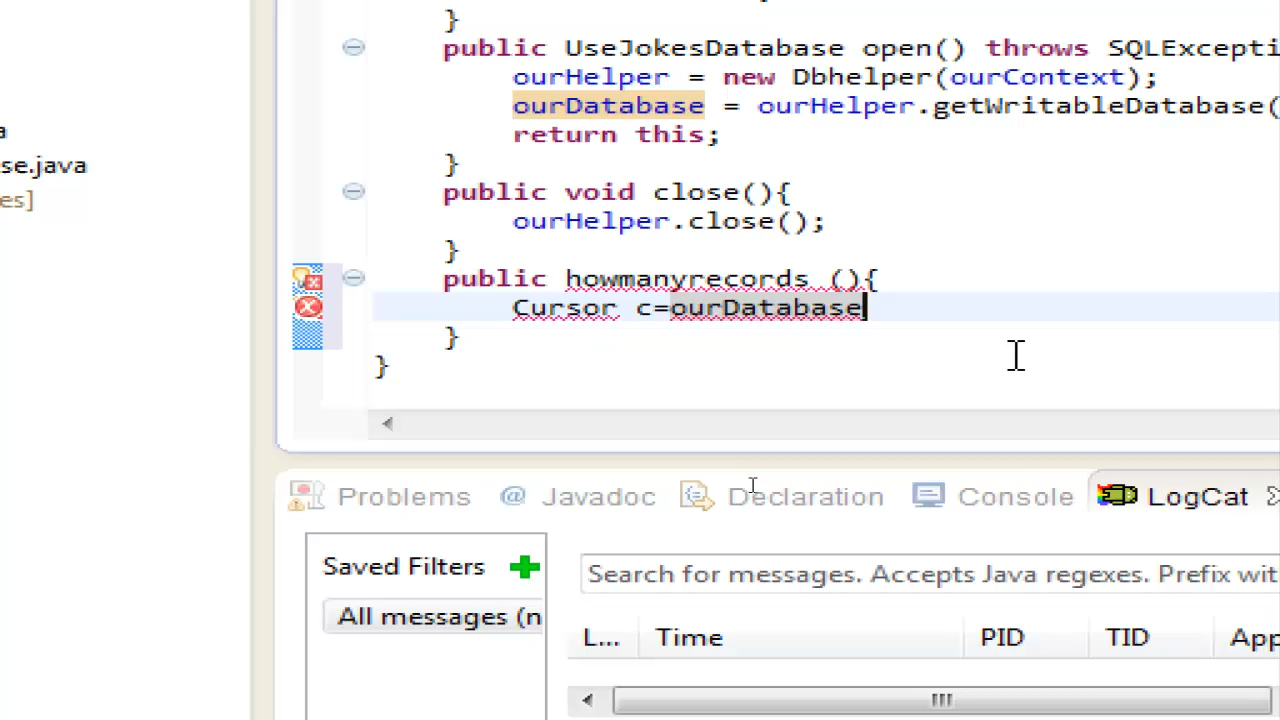 }
public UseJokesDatabase open() throws SQLExcepti
ourHelper = new Dbhelper(ourContext);
ourDatabase = ourHelper.getWritableDatabase(
return this;
}
public void close(){
ourHelper.close();
}
public howmanyrecords (){
Cursor c=ourDatabase
}
}
a
se.java
es]
Problems @ Javadoc Declaration Console LogCat
Saved Filters
All messages (n
Search for messages. Accepts Java regexes. Prefix wit
L... Time PID TID App